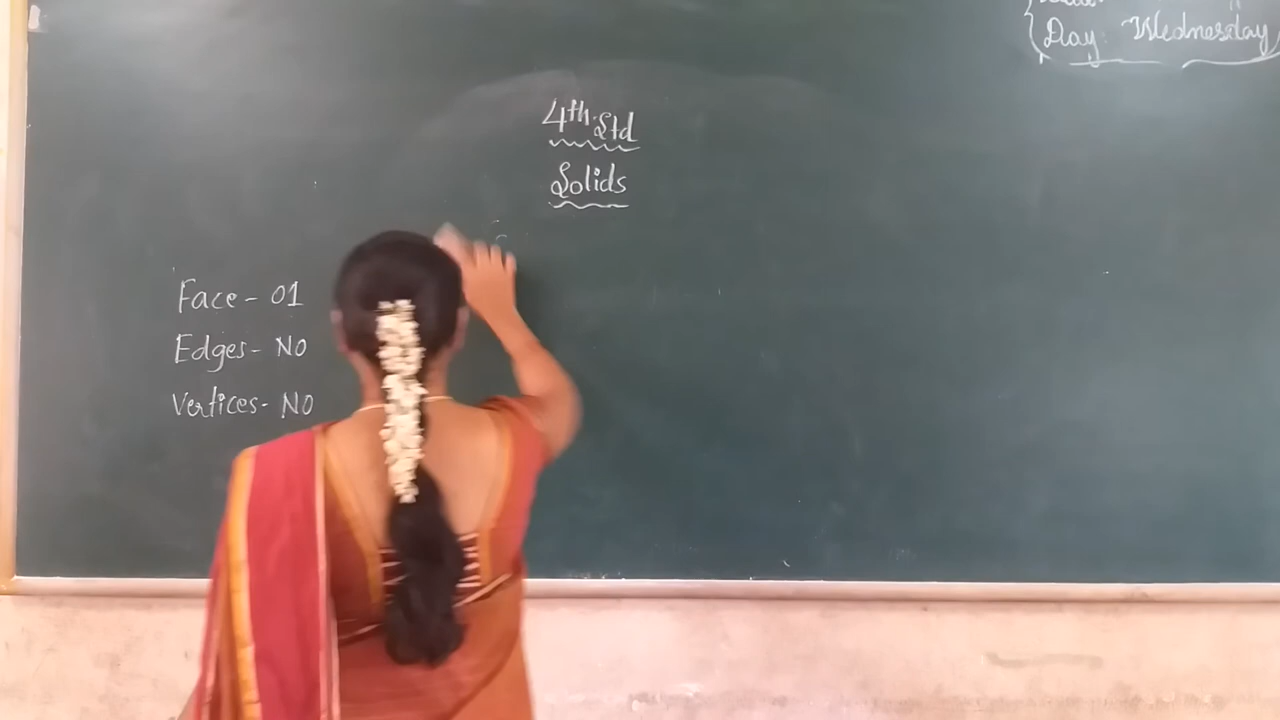 Day: Wednesday
4th Std
Solids
Face - 01
Edges - No
Vertices - No